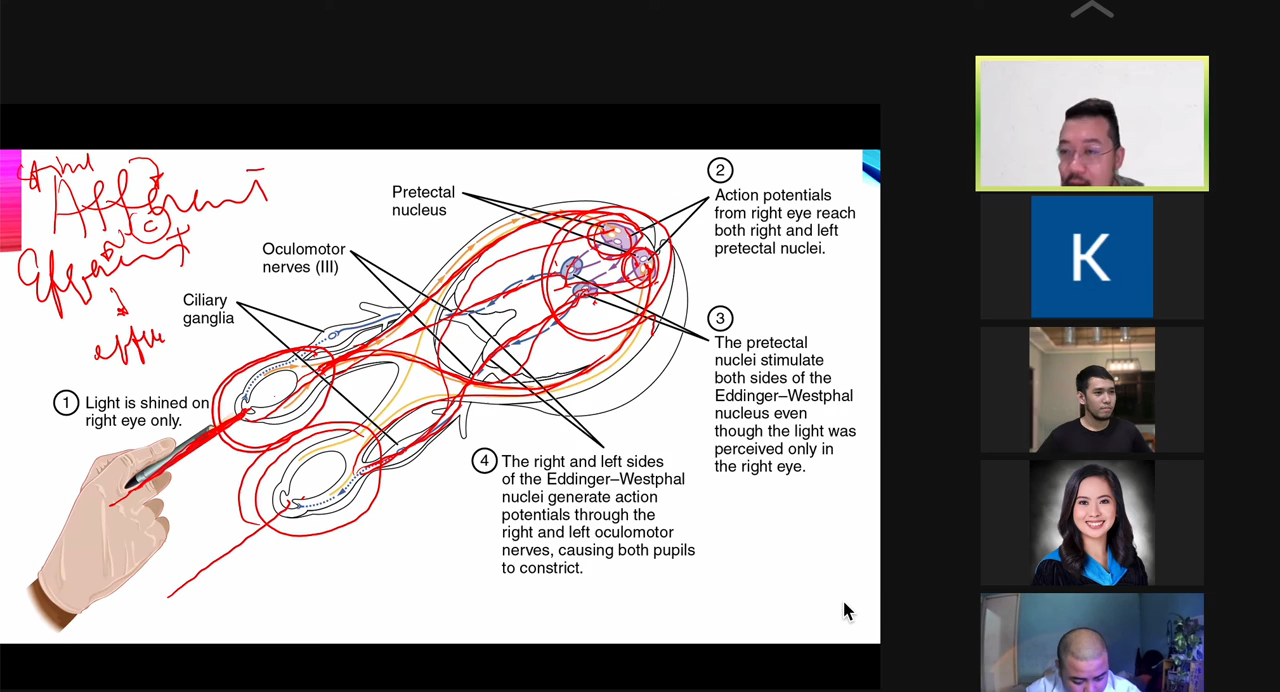 Afferent
Efferent
Pretectal
nucleus
Oculomotor
nerves (III)
Ciliary
ganglia
1 Light is shined on
right eye only.
2
Action potentials
from right eye reach
both right and left
pretectal nuclei.
3
The pretectal
nuclei stimulate
both sides of the
Eddinger–Westphal
nucleus even
though the light was
perceived only in
the right eye.
4 The right and left sides
of the Eddinger–Westphal
nuclei generate action
potentials through the
right and left oculomotor
nerves, causing both pupils
to constrict.
K